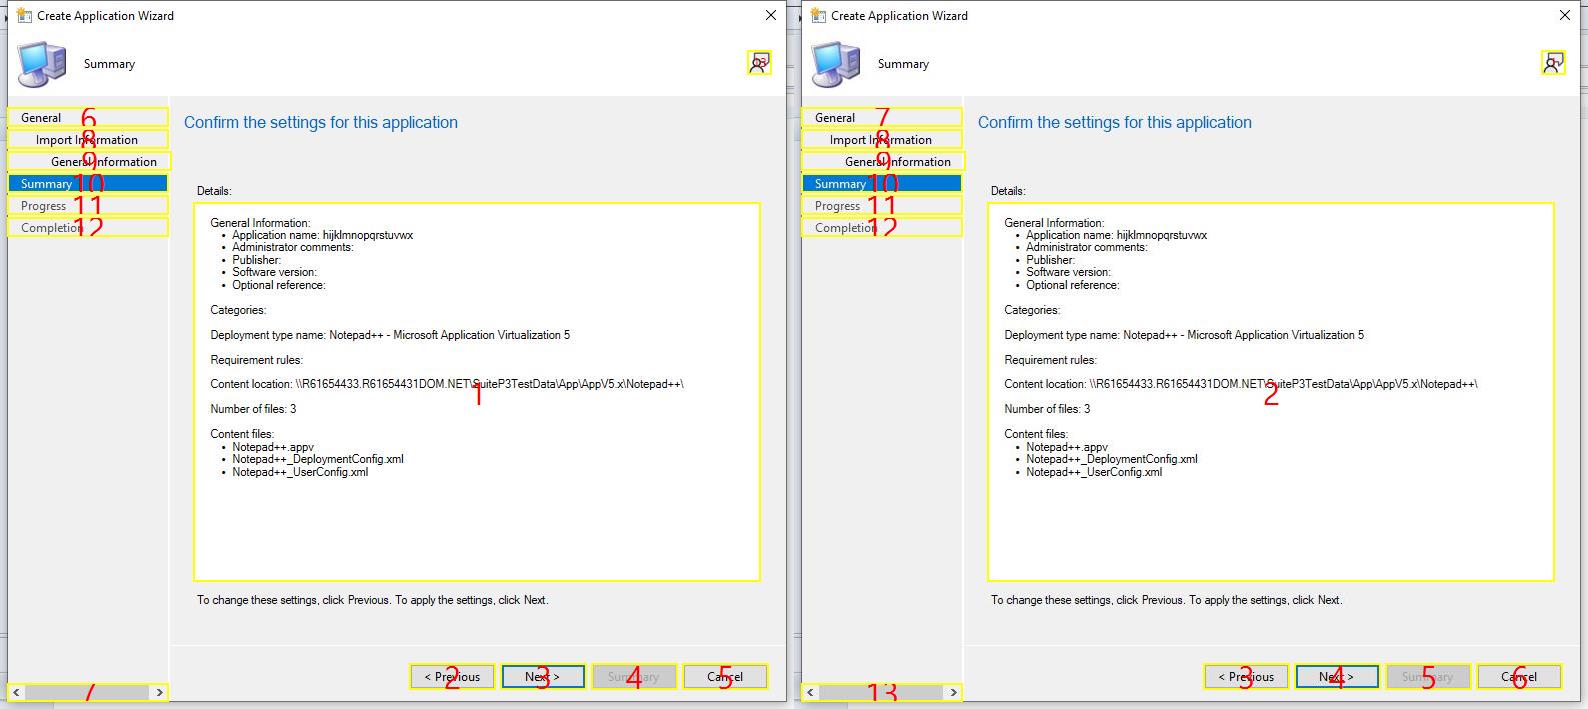 Create Application Wizard
Summary
13
General 6
Import Information 8
General Information 9
Summary 10
Progress 11
Completion 12
7
Confirm the settings for this application
Details:
General Information:
• Application name: hijklmnopqrstuvwx
• Administrator comments:
• Publisher:
• Software version:
• Optional reference:
Categories:
Deployment type name: Notepad++ - Microsoft Application Virtualization 5
Requirement rules:
Content location: \\R61654433.R61654431DOM.NET\SuiteP3TestData\App\AppV5.x\Notepad++\
1
Number of files: 3
Content files:
• Notepad++.appv
• Notepad++_DeploymentConfig.xml
• Notepad++_UserConfig.xml
To change these settings, click Previous. To apply the settings, click Next.
< Previous 2
Next > 3
Summary 4
Cancel 5
Create Application Wizard
Summary
General 7
Import Information 8
General Information 9
Summary 10
Progress 11
Completion 12
13
Confirm the settings for this application
Details:
General Information:
• Application name: hijklmnopqrstuvwx
• Administrator comments:
• Publisher:
• Software version:
• Optional reference:
Categories:
Deployment type name: Notepad++ - Microsoft Application Virtualization 5
Requirement rules:
Content location: \\R61654433.R61654431DOM.NET\SuiteP3TestData\App\AppV5.x\Notepad++\
2
Number of files: 3
Content files:
• Notepad++.appv
• Notepad++_DeploymentConfig.xml
• Notepad++_UserConfig.xml
To change these settings, click Previous. To apply the settings, click Next.
< Previous 3
Next > 4
Summary 5
Cancel 6